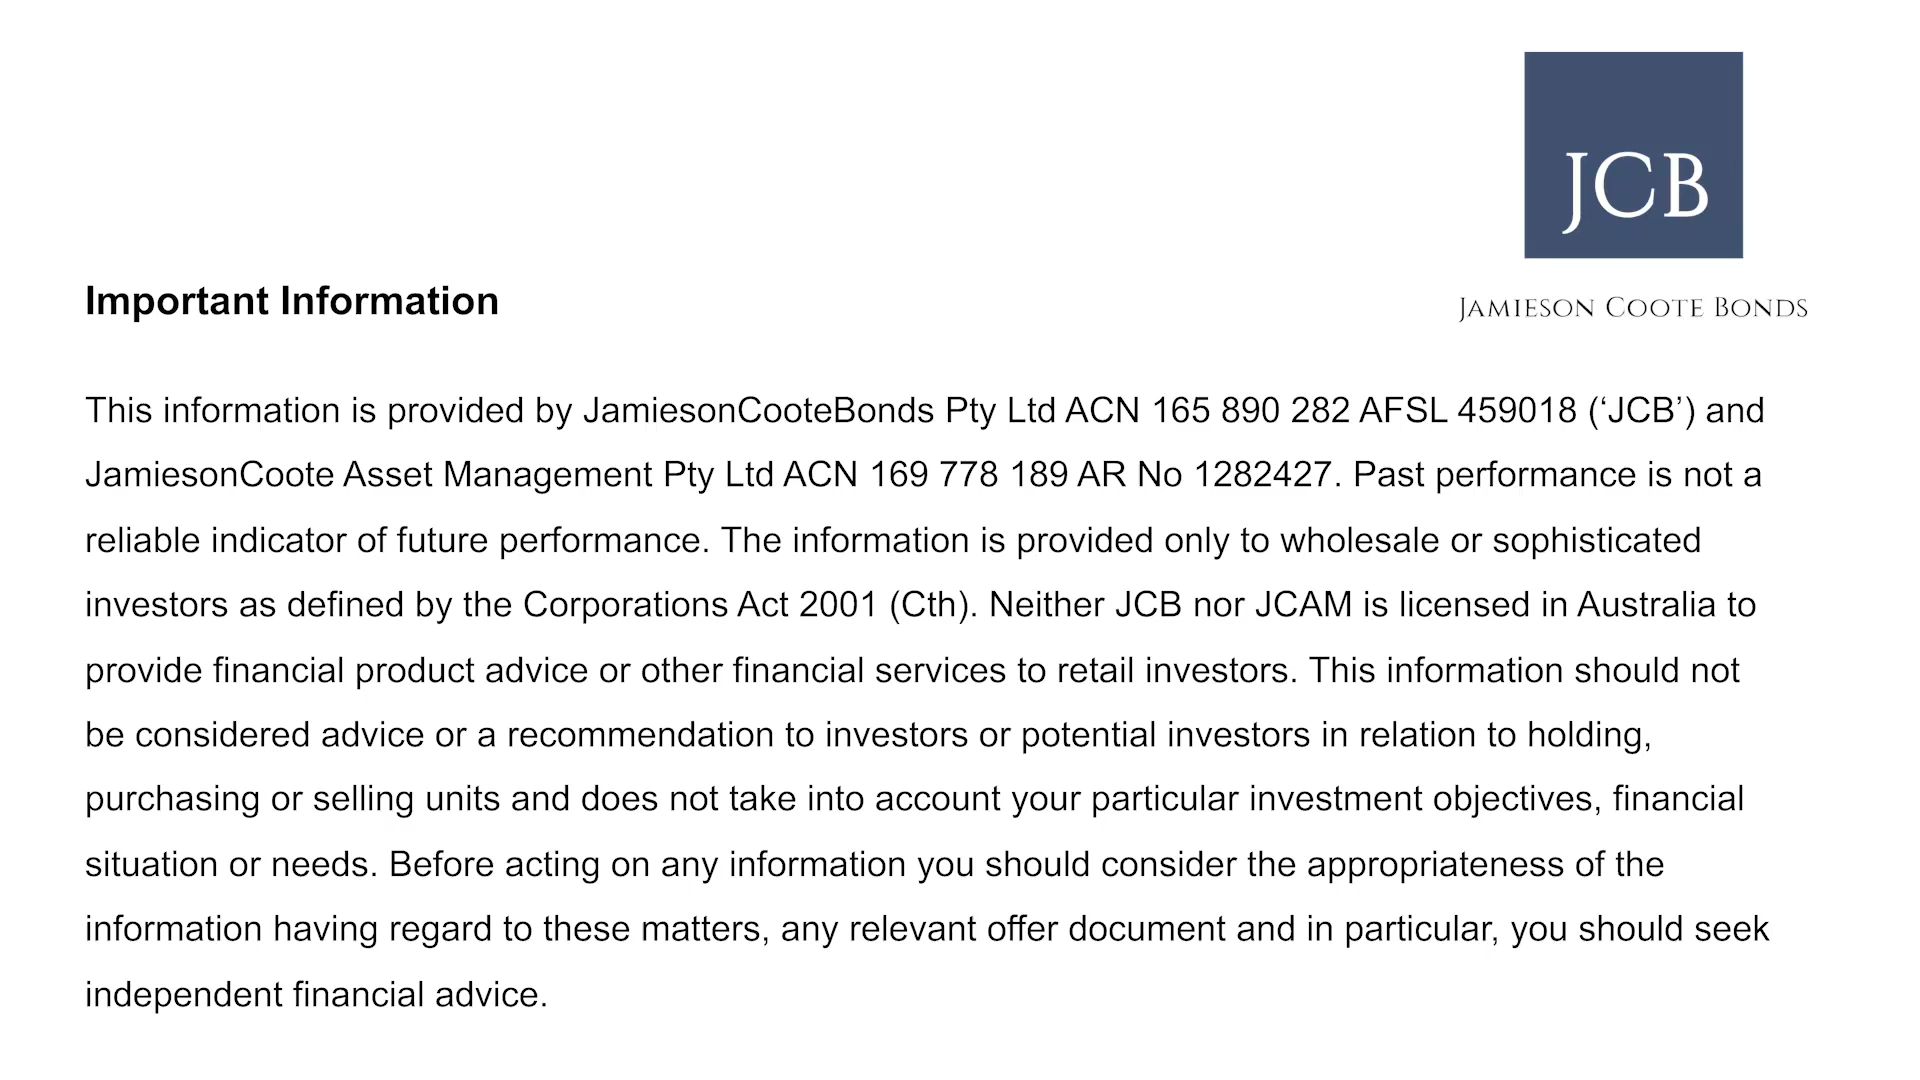 JCB
JAMIESON COOTE BONDS
Important Information
This information is provided by JamiesonCooteBonds Pty Ltd ACN 165 890 282 AFSL 459018 (‘JCB’) and
JamiesonCoote Asset Management Pty Ltd ACN 169 778 189 AR No 1282427. Past performance is not a
reliable indicator of future performance. The information is provided only to wholesale or sophisticated
investors as defined by the Corporations Act 2001 (Cth). Neither JCB nor JCAM is licensed in Australia to
provide financial product advice or other financial services to retail investors. This information should not
be considered advice or a recommendation to investors or potential investors in relation to holding,
purchasing or selling units and does not take into account your particular investment objectives, financial
situation or needs. Before acting on any information you should consider the appropriateness of the
information having regard to these matters, any relevant offer document and in particular, you should seek
independent financial advice.